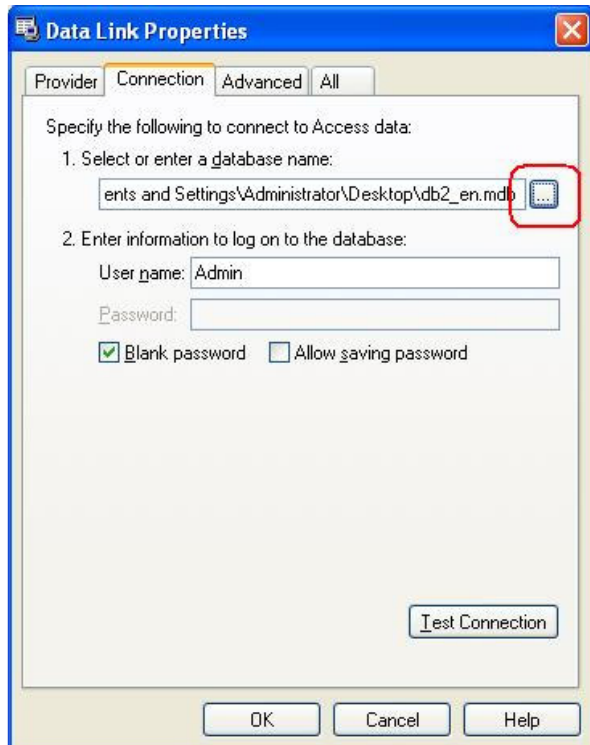 Data Link Properties
Provider Connection Advanced All
Specify the following to connect to Access data:
1. Select or enter a database name:
ents and Settings\Administrator\Desktop\db2_en.mdb ...
2. Enter information to log on to the database:
User name: Admin
Password:
Blank password Allow saving password
Test Connection
OK Cancel Help